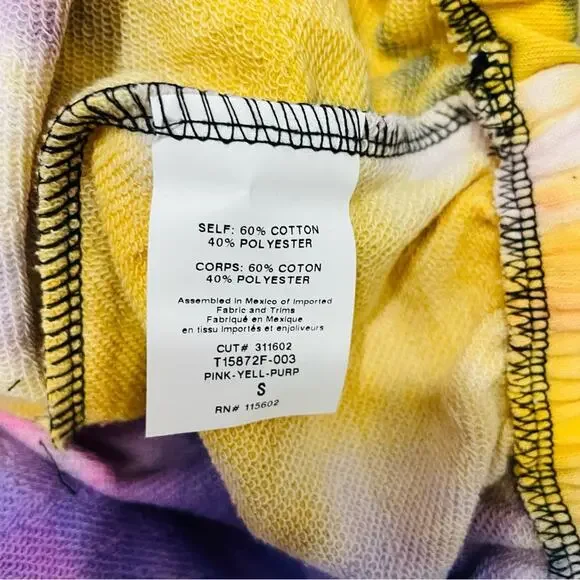 SELF: 60% COTTON
40% POLYESTER
CORPS: 60% COTON
40% POLYESTER
Assembled in Mexico of Imported
Fabric and Trims
Fabriqué en Mexique
en tissu importés et enjoliveurs
CUT# 311602
T15872F-003
PINK-YELL-PURP
S
RN# 115602